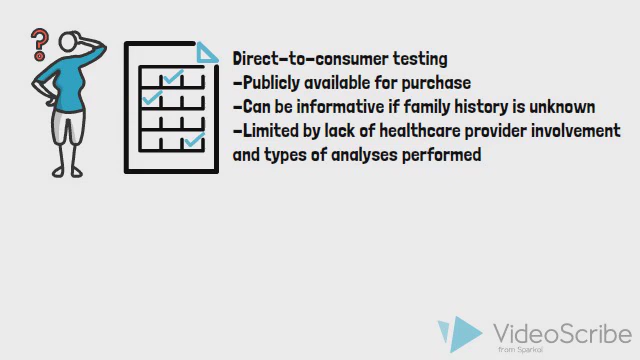 ?
Direct-to-consumer testing
-Publicly available for purchase
-Can be informative if family history is unknown
-Limited by lack of healthcare provider involvement
and types of analyses performed
VideoScribe
from Sparkol